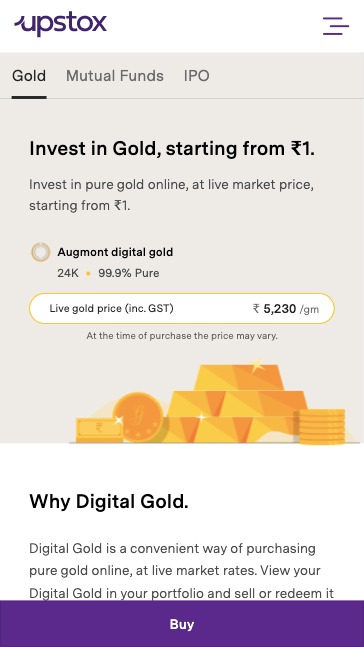 upstox
Gold Mutual Funds IPO
Invest in Gold, starting from ₹1.
Invest in pure gold online, at live market price,
starting from ₹1.
Augmont digital gold
24K • 99.9% Pure
Live gold price (inc. GST) ₹ 5,230 /gm
At the time of purchase the price may vary.
₹
Why Digital Gold.
Digital Gold is a convenient way of purchasing
pure gold online, at live market rates. View your
Digital Gold in your portfolio and sell or redeem it
Buy